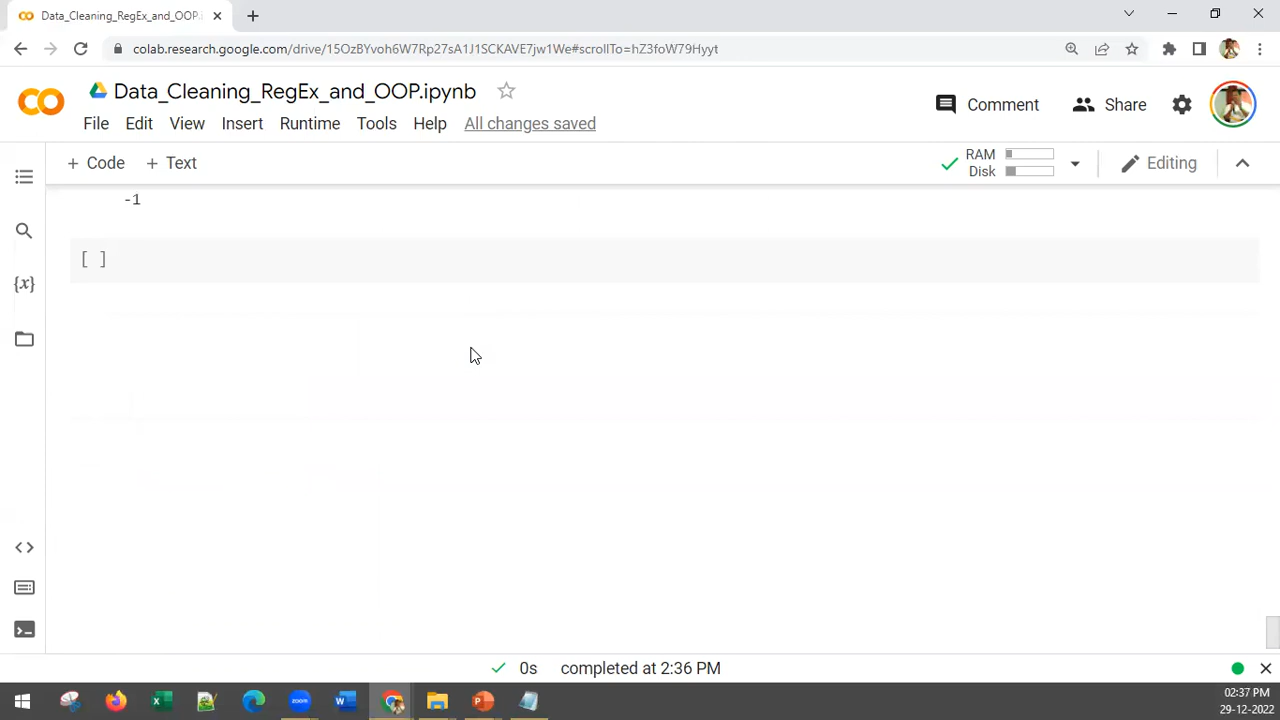 Data_Cleaning_RegEx_and_OOP.i
colab.research.google.com/drive/15OzBYvoh6W7Rp27sA1J1SCKAVE7jw1We#scrollTo=hZ3foW79Hyyt
Data_Cleaning_RegEx_and_OOP.ipynb
Comment
Share
File Edit View Insert Runtime Tools Help All changes saved
+ Code + Text
RAM
Disk
Editing
-1
[ ]
{x}
0s completed at 2:36 PM
zoom
02:37 PM
29-12-2022